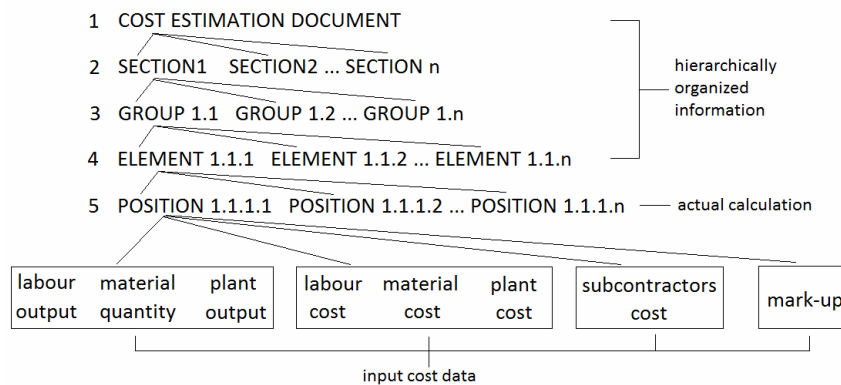 1 COST ESTIMATION DOCUMENT
2 SECTION1 SECTION2 ... SECTION n
hierarchically
organized
information
3 GROUP 1.1 GROUP 1.2 ... GROUP 1.n
4 ELEMENT 1.1.1 ELEMENT 1.1.2 ... ELEMENT 1.1.n
5 POSITION 1.1.1.1 POSITION 1.1.1.2 ... POSITION 1.1.1.n
actual calculation
labour material plant
output quantity output
labour material plant
cost cost cost
subcontractors
cost
mark-up
input cost data